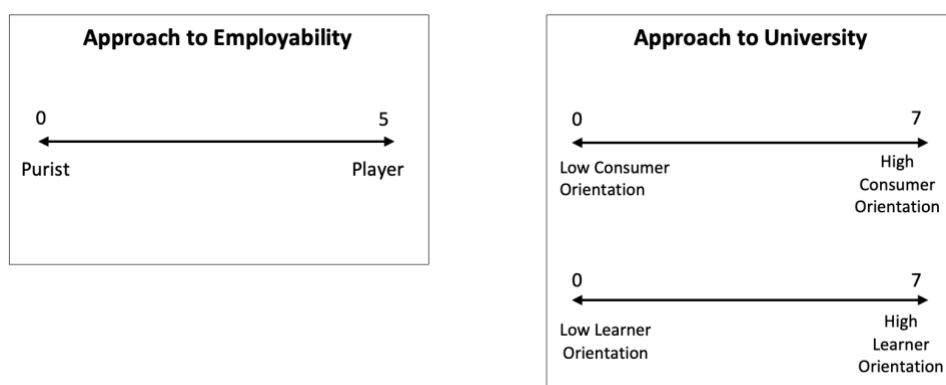 Approach to Employability
0 5
Purist Player
Approach to University
0 7
Low Consumer
Orientation
High
Consumer
Orientation
0 7
Low Learner
Orientation
High
Learner
Orientation